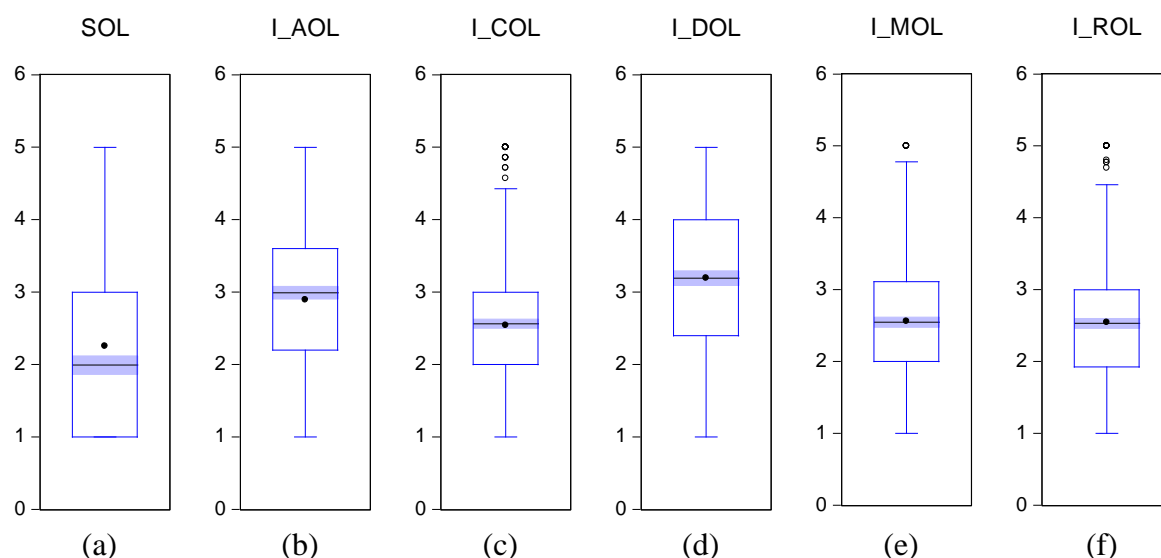 SOL I_AOL I_COL I_DOL I_MOL I_ROL
6 6 6 6 6 6
5 5 5 5 5 5
4 4 4 4 4 4
3 3 3 3 3 3
2 2 2 2 2 2
1 1 1 1 1 1
0 0 0 0 0 0
(a) (b) (c) (d) (e) (f)